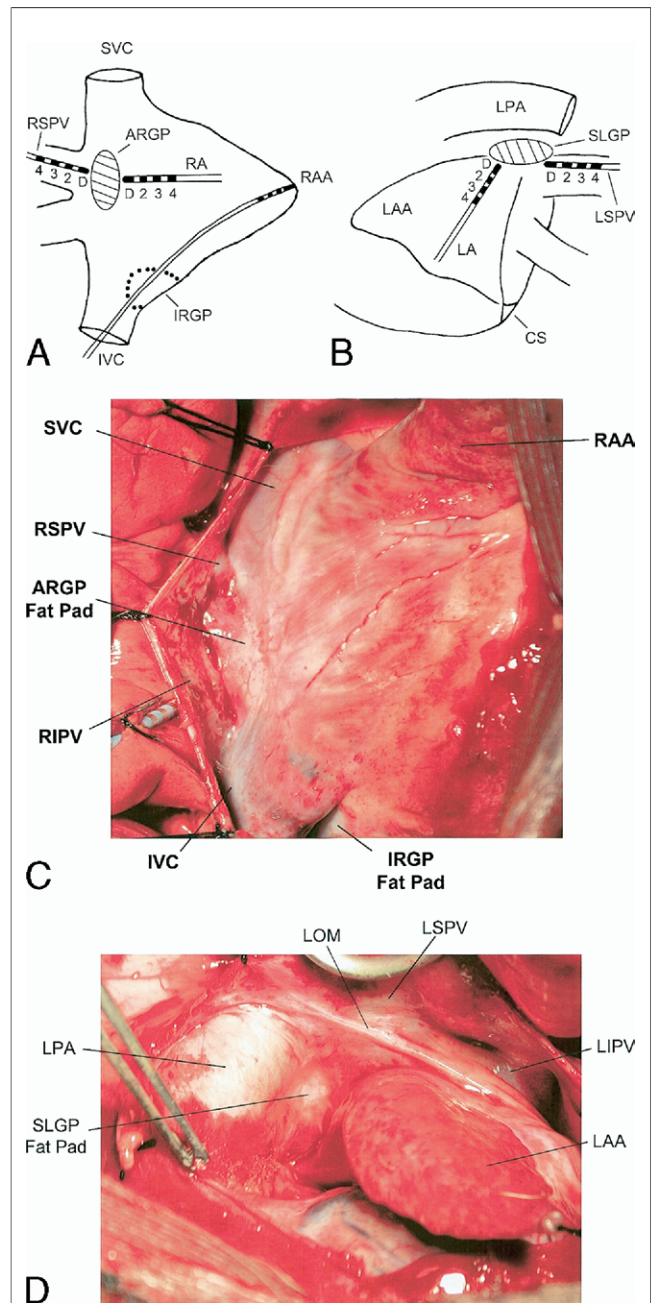 SVC
RSPV
ARGP
RA
RAA
4 3 2 D
D 2 3 4
IRGP
IVC
A
LPA
SLGP
D
2
3
4
D 2 3 4
LAA
LA
LSPV
CS
B
SVC
RAA
RSPV
ARGP
Fat Pad
RIPV
IVC
IRGP
Fat Pad
C
LOM
LSPV
LPA
LIPV
SLGP
Fat Pad
LAA
D